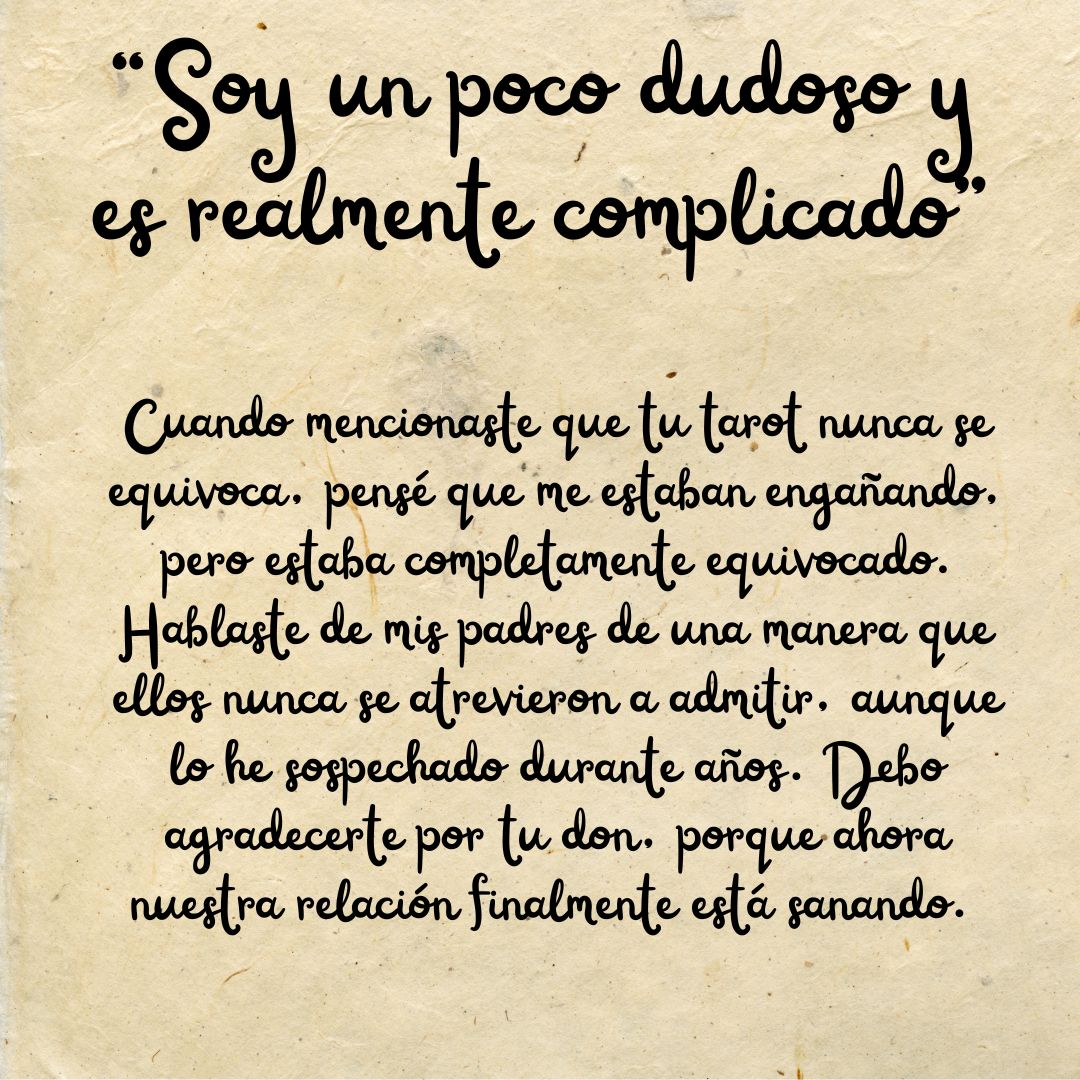 “Soy un poco dudoso y
es realmente complicado”
Cuando mencionaste que tu tarot nunca se
equivoca, pensé que me estaban engañando,
pero estaba completamente equivocado.
Hablaste de mis padres de una manera que
ellos nunca se atrevieron a admitir, aunque
lo he sospechado durante años. Debo
agradecerte por tu don, porque ahora
nuestra relación finalmente está sanando.